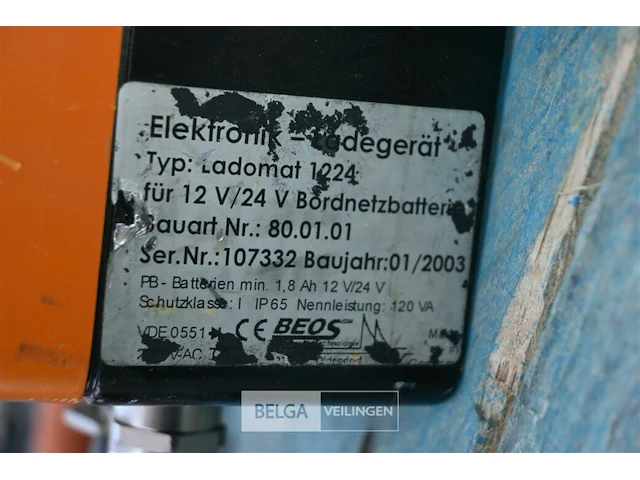 Elektronik - Ladegerät
Typ: Ladomat 1224
für 12 V/24 V Bordnetzbatterie
Bauart Nr.: 80.01.01
Ser.Nr.:107332 Baujahr:01/2003
PB - Batterien min. 1,8 Ah 12 V/24 V
Schutzklasse: I IP 65 Nennleistung: 120 VA
VDE 0551 CE BEOS
BELGA VEILINGEN